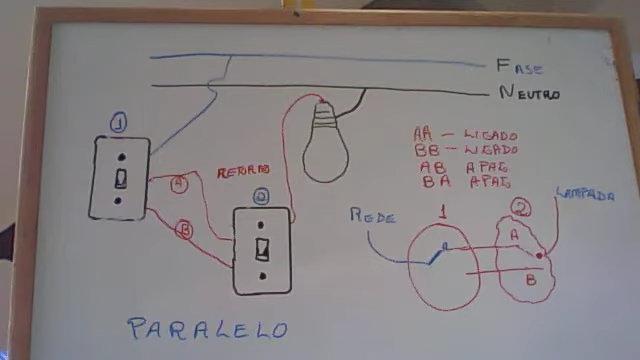 FASE
NEUTRO
1
AA - LIGADO
BB - LIGADO
AB APAG
BA APAG
RETORNO
A
2
B
LAMPADA
REDE
1
2
A
B
PARALELO